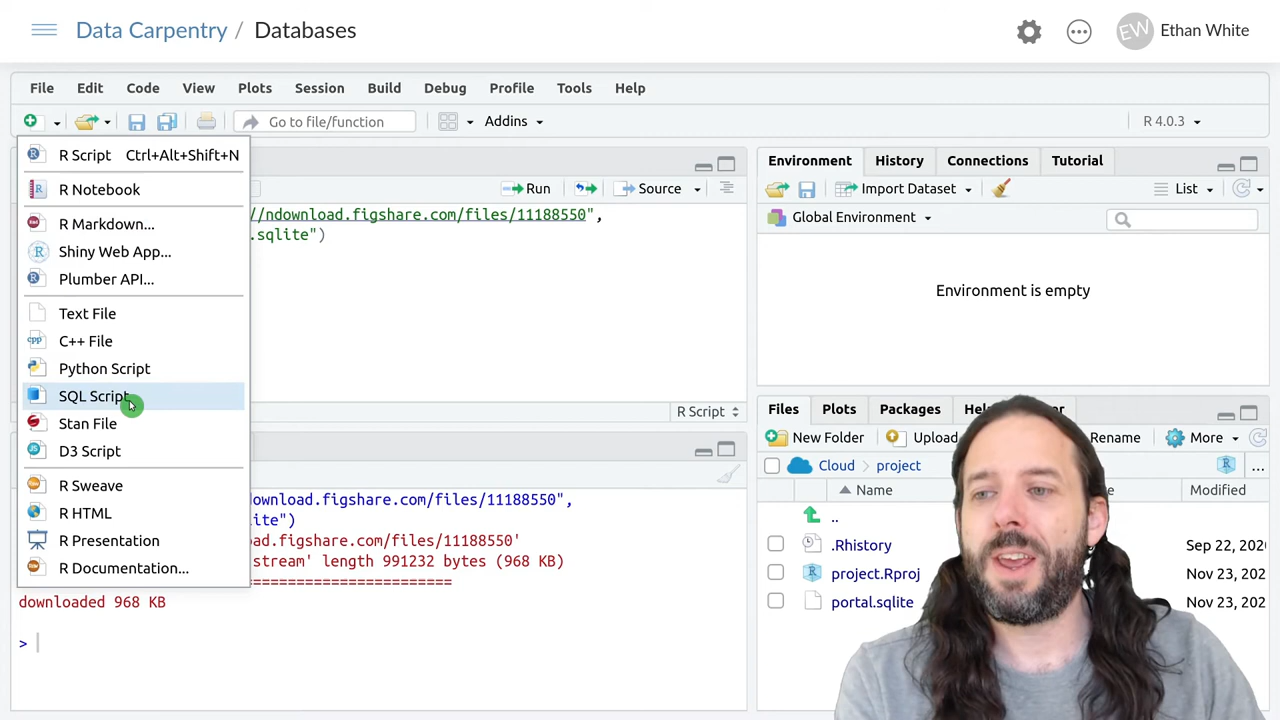 Data Carpentry / Databases
EW Ethan White
File Edit Code View Plots Session Build Debug Profile Tools Help
Go to file/function Addins R 4.0.3
R Script Ctrl+Alt+Shift+N
R Notebook
R Markdown...
Shiny Web App...
Plumber API...
Text File
C++ File
Python Script
SQL Script
Stan File
D3 Script
R Sweave
R HTML
R Presentation
R Documentation...
Run Source
//ndownload.figshare.com/files/11188550",
.sqlite")
R Script
ownload.figshare.com/files/11188550",
lite")
ad.figshare.com/files/11188550'
stream' length 991232 bytes (968 KB)
==============================
downloaded 968 KB
>
Environment History Connections Tutorial
Import Dataset List
Global Environment
Environment is empty
Files Plots Packages
New Folder Upload Rename More
Cloud project ...
Name Modified
..
.Rhistory Sep 22, 202
project.Rproj Nov 23, 202
portal.sqlite Nov 23, 202